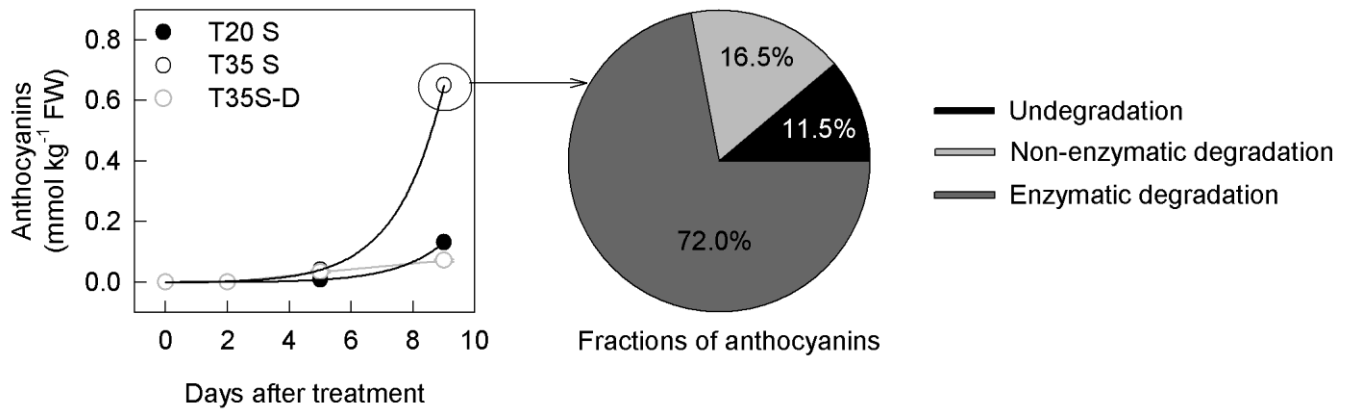 Anthocyanins
(mmol kg⁻¹ FW)
0.8
0.6
0.4
0.2
0.0
T20 S
T35 S
T35S-D
0 2 4 6 8 10
Days after treatment
16.5%
11.5%
72.0%
Fractions of anthocyanins
Undegradation
Non-enzymatic degradation
Enzymatic degradation